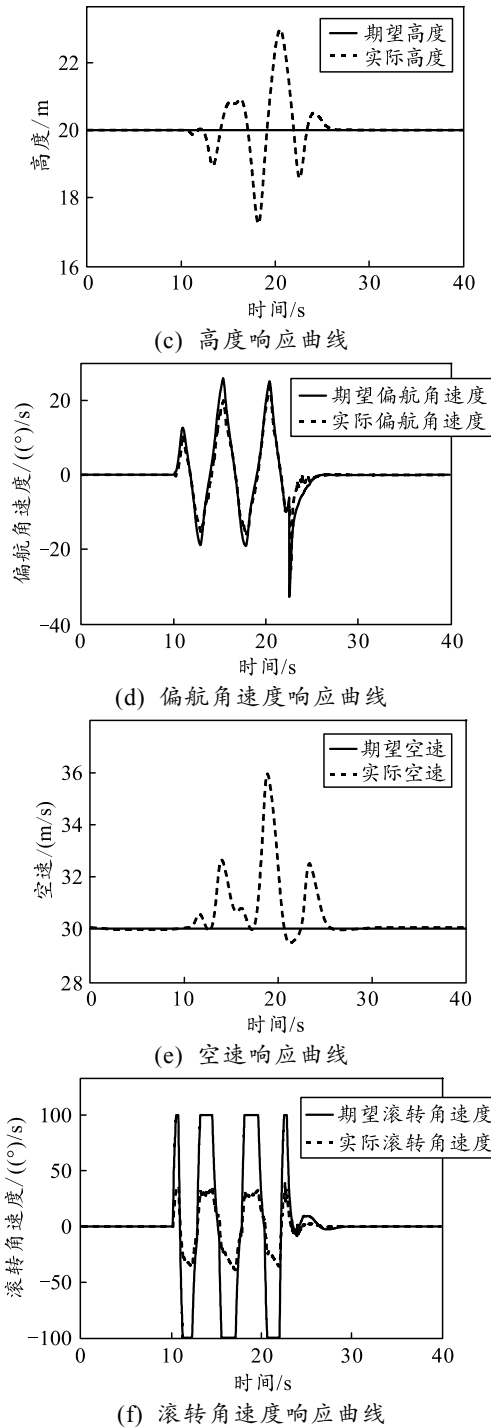 期望高度
实际高度
22
20
18
16
高度/m
0
10
20
30
40
时间/s
(c) 高度响应曲线
期望偏航角速度
实际偏航角速度
20
0
−20
−40
偏航角速度/((°)/s)
0
10
20
30
40
时间/s
(d) 偏航角速度响应曲线
期望空速
实际空速
36
34
32
30
28
空速/(m/s)
0
10
20
30
40
时间/s
(e) 空速响应曲线
期望滚转角速度
实际滚转角速度
100
50
0
−50
−100
滚转角速度/((°)/s)
0
10
20
30
40
时间/s
(f) 滚转角速度响应曲线